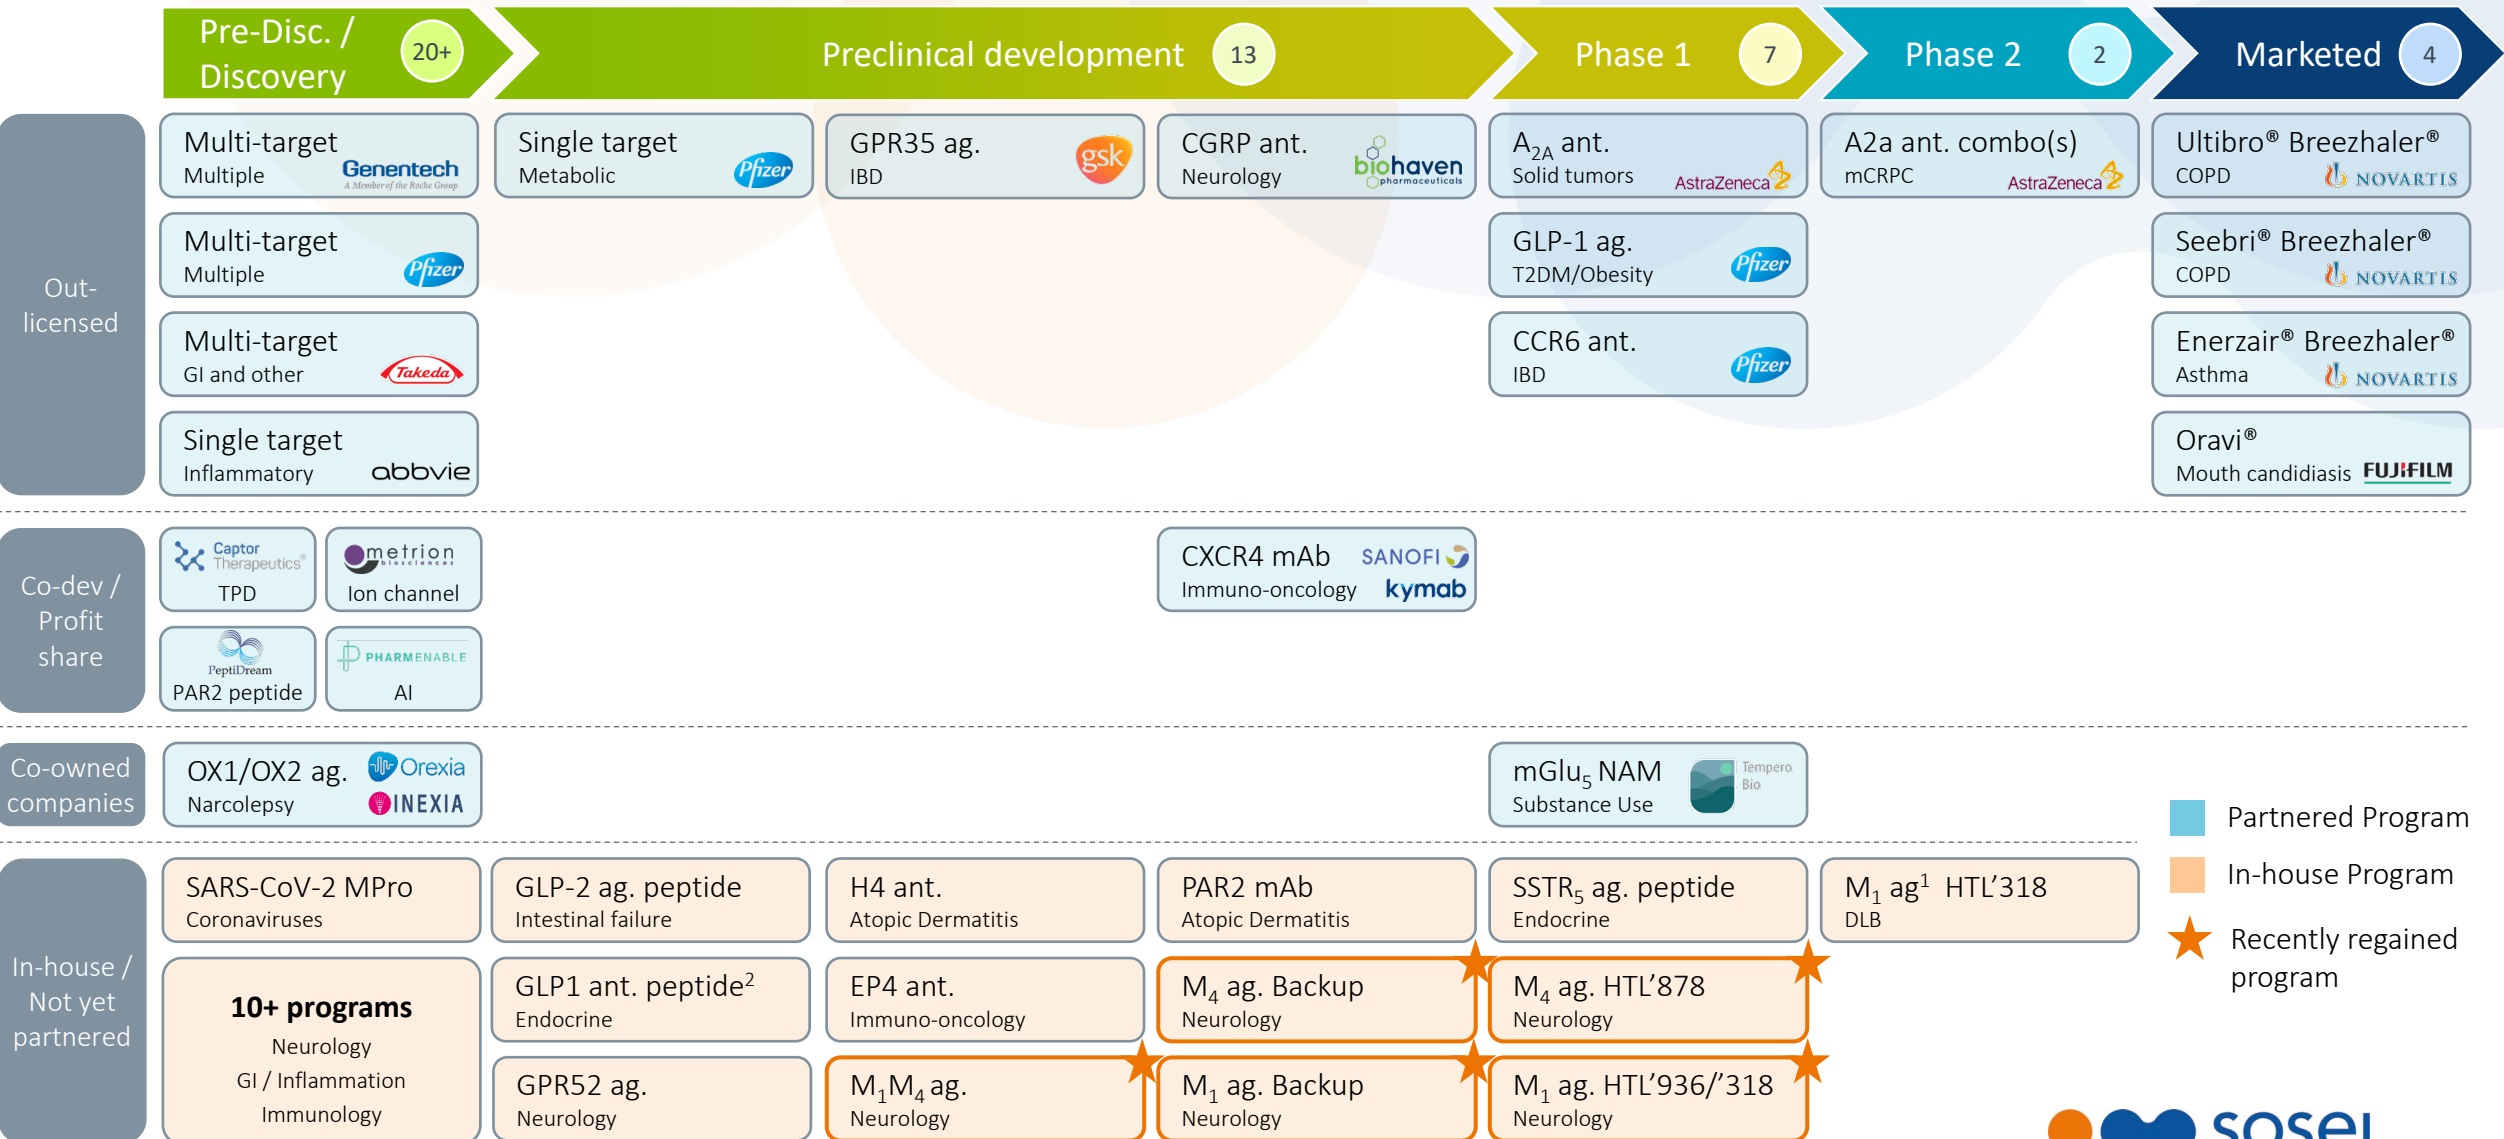 Pre-Disc. /
Discovery
20+
Preclinical development
13
Phase 1
7
Phase 2
2
Marketed
4
Out-
licensed
Multi-target
Multiple
Genentech
A Member of the Roche Group
Single target
Metabolic
Pfizer
GPR35 ag.
IBD
gsk
CGRP ant.
Neurology
biohaven
pharmaceuticals
A2A ant.
Solid tumors
AstraZeneca
A2a ant. combo(s)
mCRPC
AstraZeneca
Ultibro® Breezhaler®
COPD
NOVARTIS
Multi-target
Multiple
Pfizer
GLP-1 ag.
T2DM/Obesity
Pfizer
Seebri® Breezhaler®
COPD
NOVARTIS
Multi-target
GI and other
Takeda
CCR6 ant.
IBD
Pfizer
Enerzair® Breezhaler®
Asthma
NOVARTIS
Single target
Inflammatory
abbvie
Oravi®
Mouth candidiasis
FUJIFILM
Co-dev /
Profit
share
Captor
Therapeutics®
TPD
metrion
biosciences
Ion channel
CXCR4 mAb
Immuno-oncology
SANOFI
kymab
PeptiDream
PAR2 peptide
PHARMENABLE
AI
Co-owned
companies
OX1/OX2 ag.
Narcolepsy
Orexia
INEXIA
mGlu5 NAM
Substance Use
Tempero
Bio
Partnered Program
In-house Program
Recently regained
program
In-house /
Not yet
partnered
SARS-CoV-2 MPro
Coronaviruses
GLP-2 ag. peptide
Intestinal failure
H4 ant.
Atopic Dermatitis
PAR2 mAb
Atopic Dermatitis
SSTR5 ag. peptide
Endocrine
M1 ag1 HTL'318
DLB
10+ programs
Neurology
GI / Inflammation
Immunology
GLP1 ant. peptide2
Endocrine
EP4 ant.
Immuno-oncology
M4 ag. Backup
Neurology
M4 ag. HTL'878
Neurology
GPR52 ag.
Neurology
M1M4 ag.
Neurology
M1 ag. Backup
Neurology
M1 ag. HTL'936/'318
Neurology
sosei